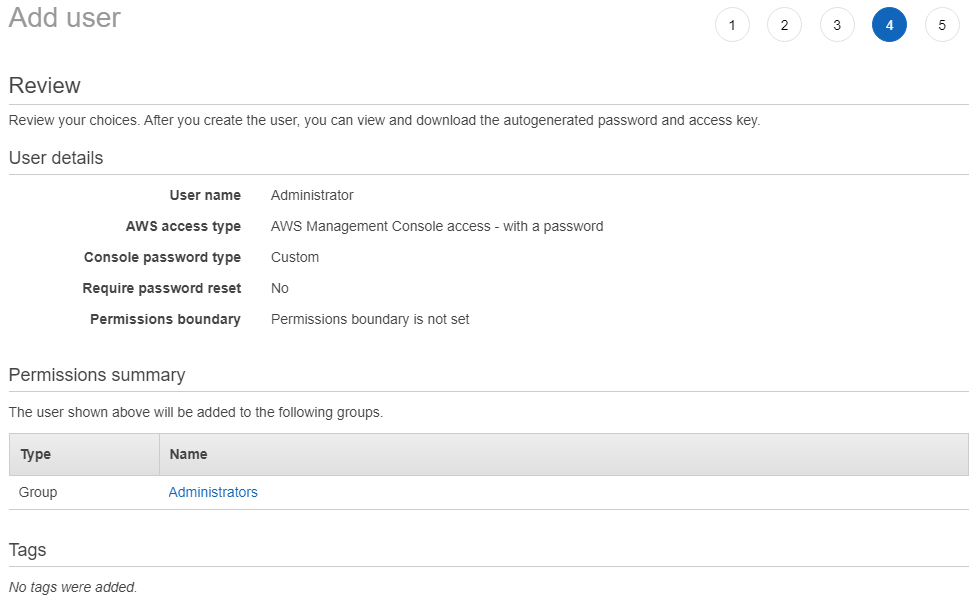 Add user
1 2 3 4 5
Review
Review your choices. After you create the user, you can view and download the autogenerated password and access key.
User details
User name Administrator
AWS access type AWS Management Console access - with a password
Console password type Custom
Require password reset No
Permissions boundary Permissions boundary is not set
Permissions summary
The user shown above will be added to the following groups.
Type Name
Group Administrators
Tags
No tags were added.